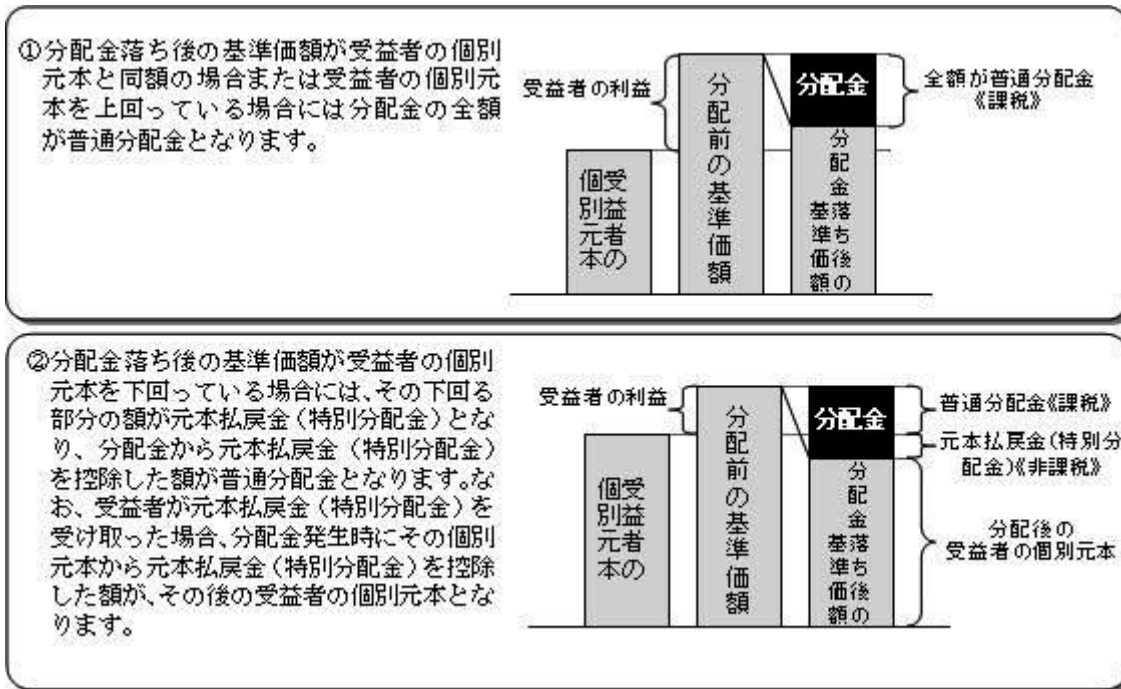 ①分配金落ち後の基準価額が受益者の個別
元本と同額の場合または受益者の個別元
本を上回っている場合には分配金の全額
が普通分配金となります。
受益者の利益
個別元本
受益者の
分配前の基準価額
分配金
基準価額
分配金落ち後の
全額が普通分配金
《課税》
②分配金落ち後の基準価額が受益者の個別
元本を下回っている場合には、その下回る
部分の額が元本払戻金（特別分配金）とな
り、分配金から元本払戻金（特別分配金）
を控除した額が普通分配金となります。な
お、受益者が元本払戻金（特別分配金）を
受け取った場合、分配金発生時にその個別
元本から元本払戻金（特別分配金）を控除
した額が、その後の受益者の個別元本とな
ります。
受益者の利益
受益者の
個別元本
分配前の基準価額
分配金
分配金落ち後の
基準価額
普通分配金《課税》
元本払戻金(特別分
配金)《非課税》
分配後の
受益者の個別元本